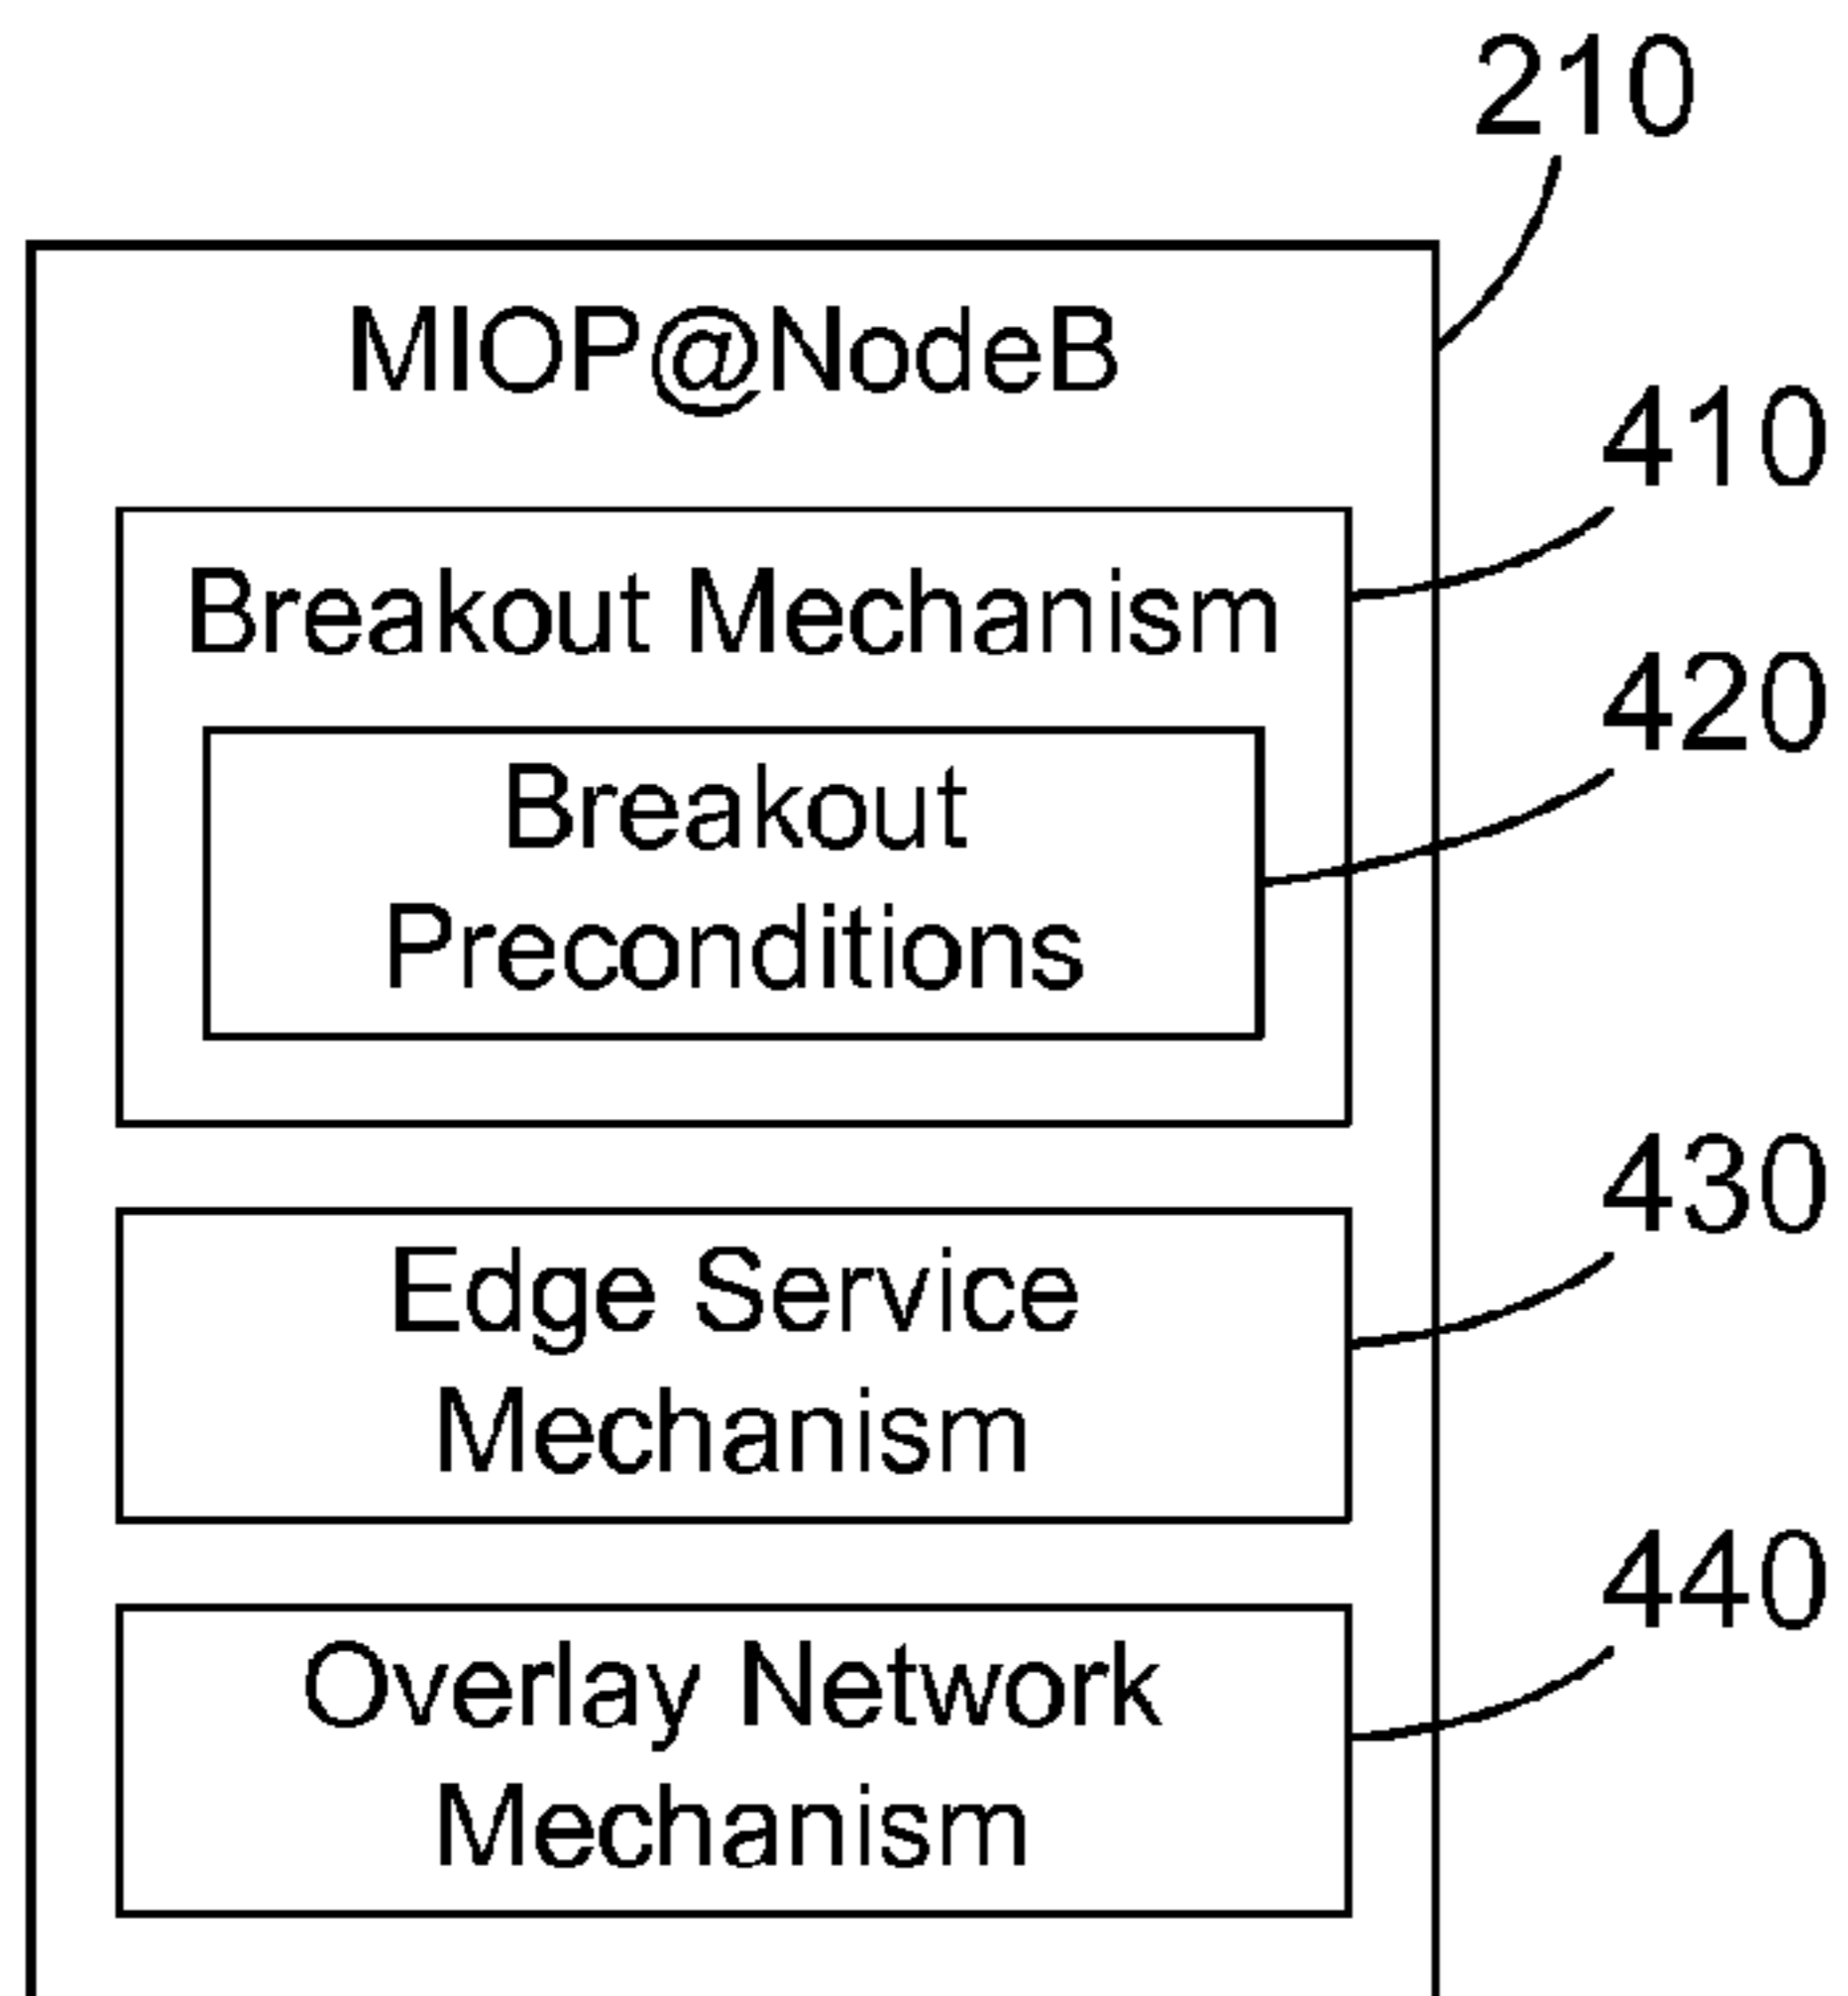 210
MIOP@NodeB
410
Breakout Mechanism
420
Breakout
Preconditions
430
Edge Service
Mechanism
440
Overlay Network
Mechanism